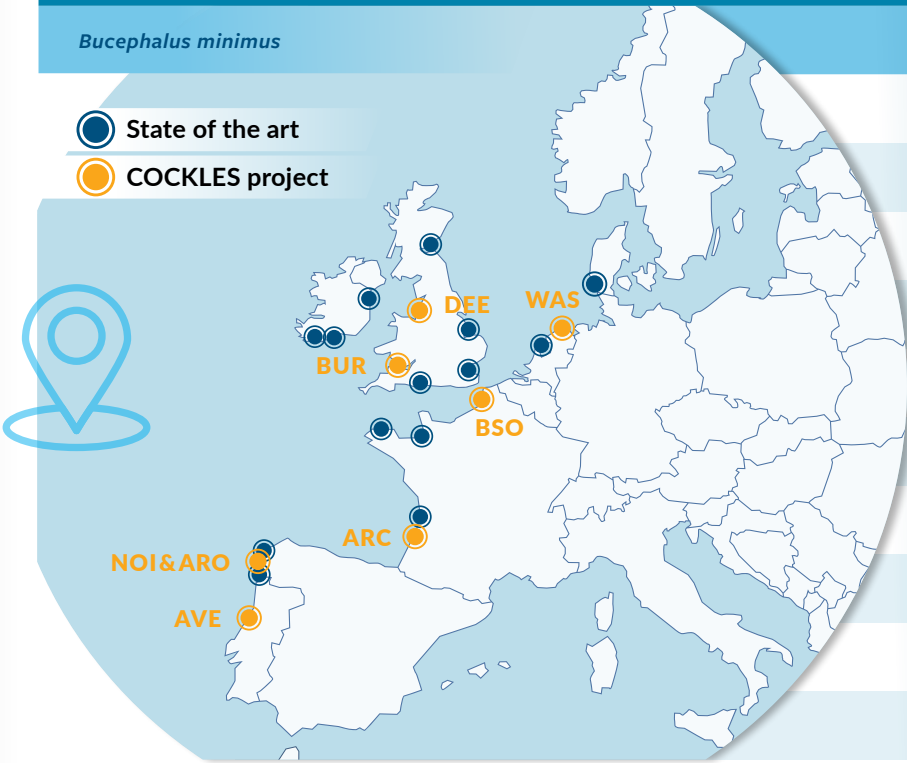 Bucephalus minimus
State of the art
COCKLES project
DEE
WAS
BUR
BSO
ARC
NOI&ARO
AVE